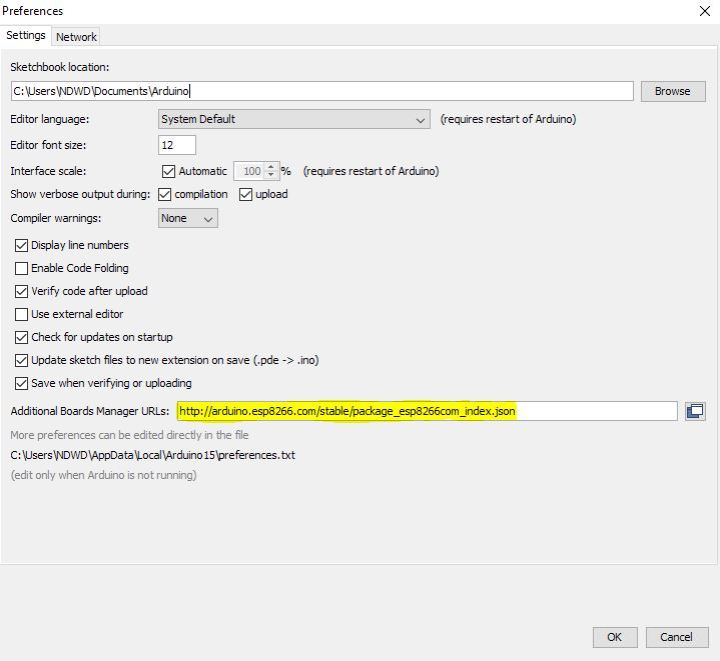 Preferences
Settings Network
Sketchbook location:
C:\Users\NDWD\Documents\Arduino Browse
Editor language: System Default (requires restart of Arduino)
Editor font size: 12
Interface scale: Automatic 100 % (requires restart of Arduino)
Show verbose output during: compilation upload
Compiler warnings: None
Display line numbers
Enable Code Folding
Verify code after upload
Use external editor
Check for updates on startup
Update sketch files to new extension on save (.pde -> .ino)
Save when verifying or uploading
Additional Boards Manager URLs: http://arduino.esp8266.com/stable/package_esp8266com_index.json
More preferences can be edited directly in the file
C:\Users\NDWD\AppData\Local\Arduino15\preferences.txt
(edit only when Arduino is not running)
OK Cancel